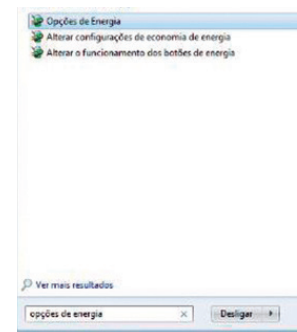 Opções de Energia
Alterar configurações de economia de energia
Alterar o funcionamento dos botões de energia
Ver mais resultados
opções de energia
Desligar